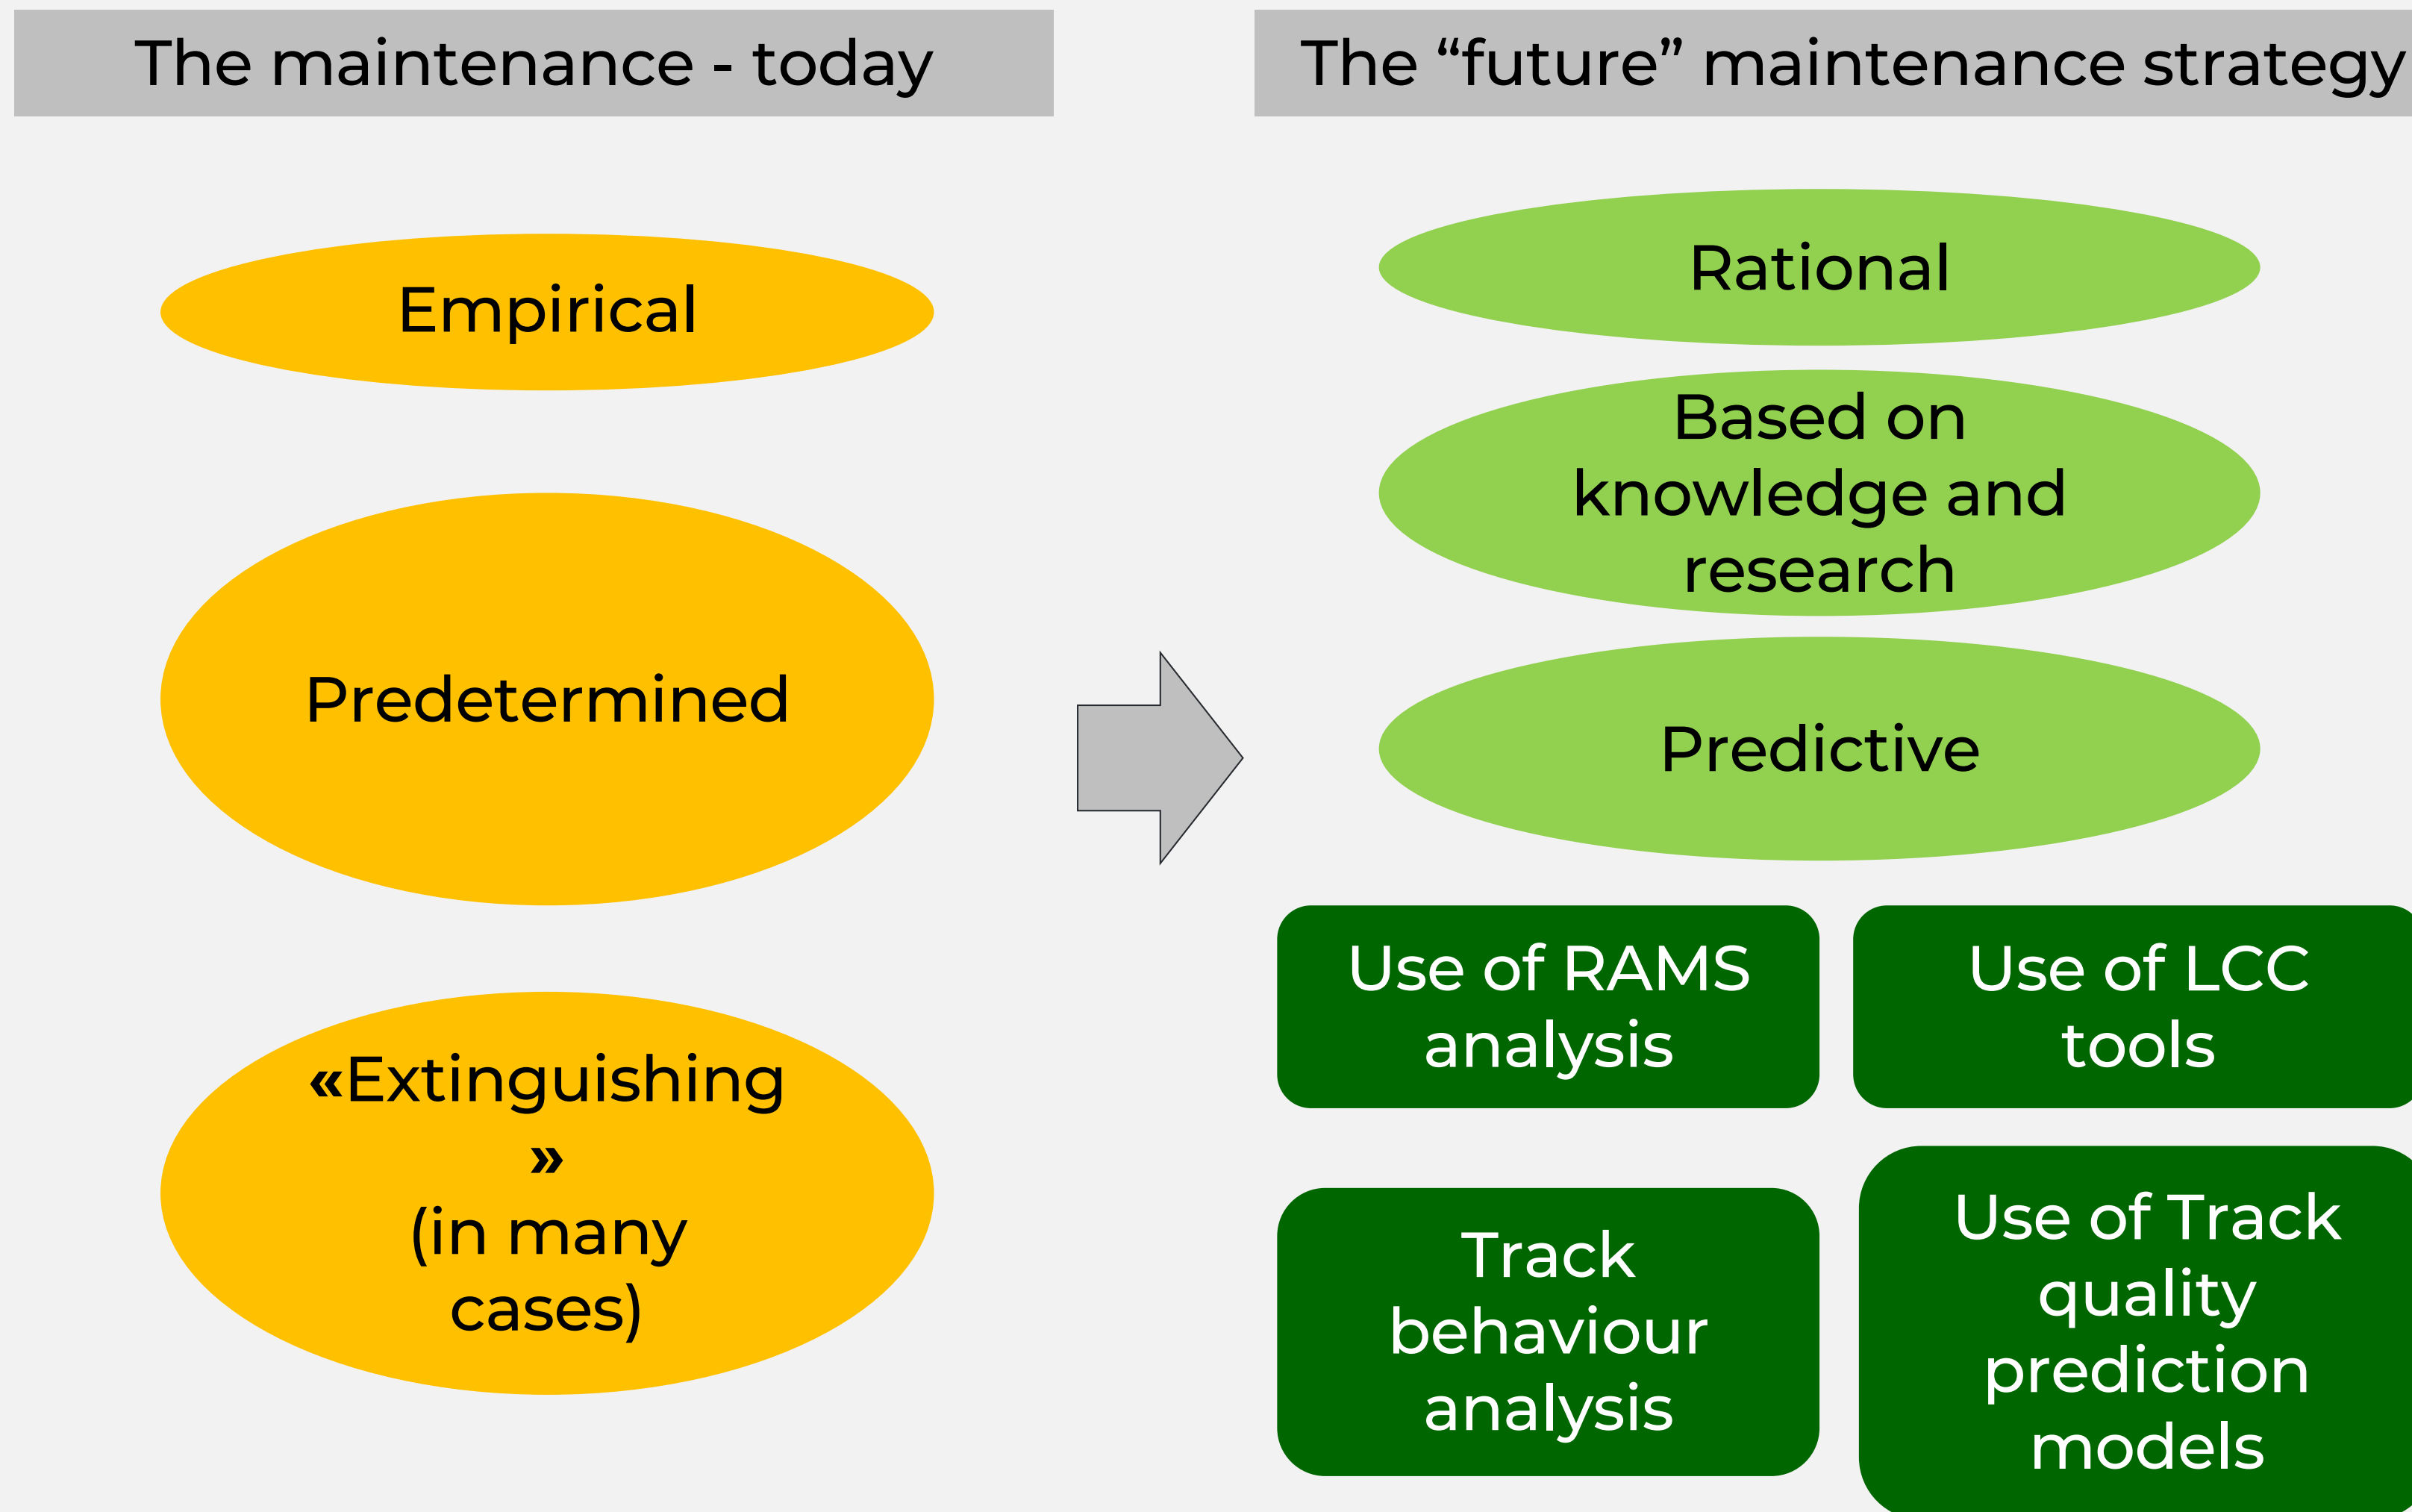 The maintenance - today
Empirical
Predetermined
«Extinguishing
»
(in many
cases)
The “future” maintenance strategy
Rational
Based on
knowledge and
research
Predictive
Use of RAMS
analysis
Use of LCC
tools
Track
behaviour
analysis
Use of Track
quality
prediction
models